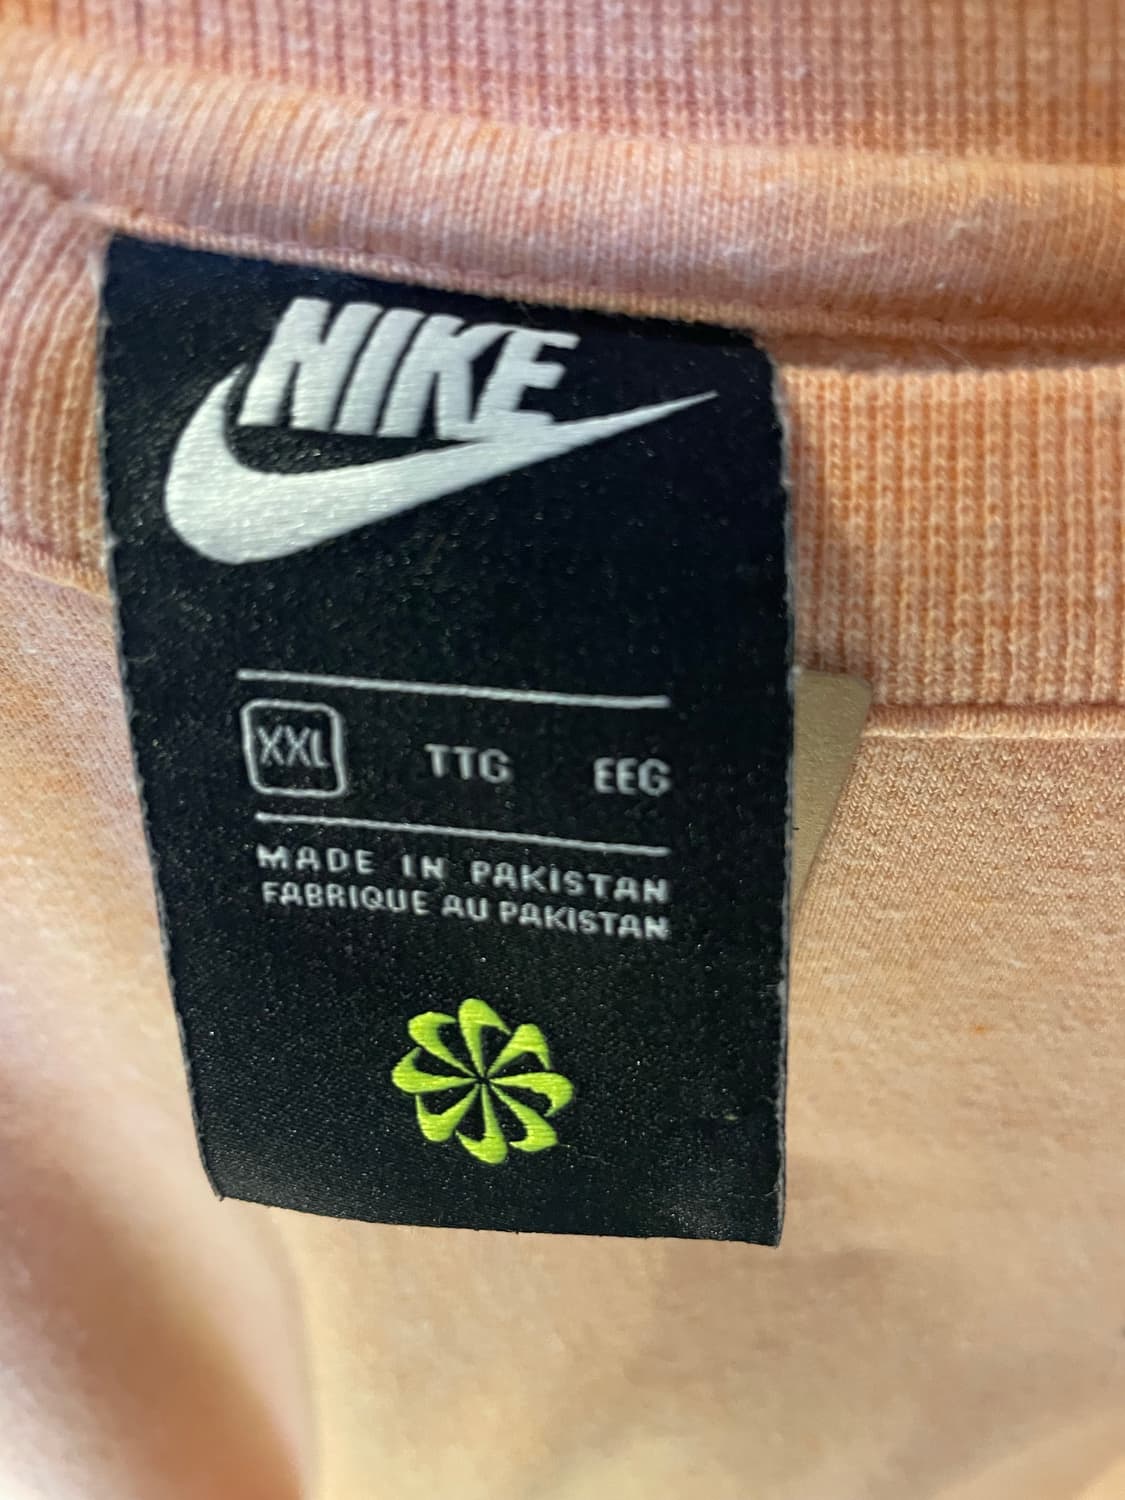 NIKE
XXL TTG EEG
MADE IN PAKISTAN
FABRIQUE AU PAKISTAN